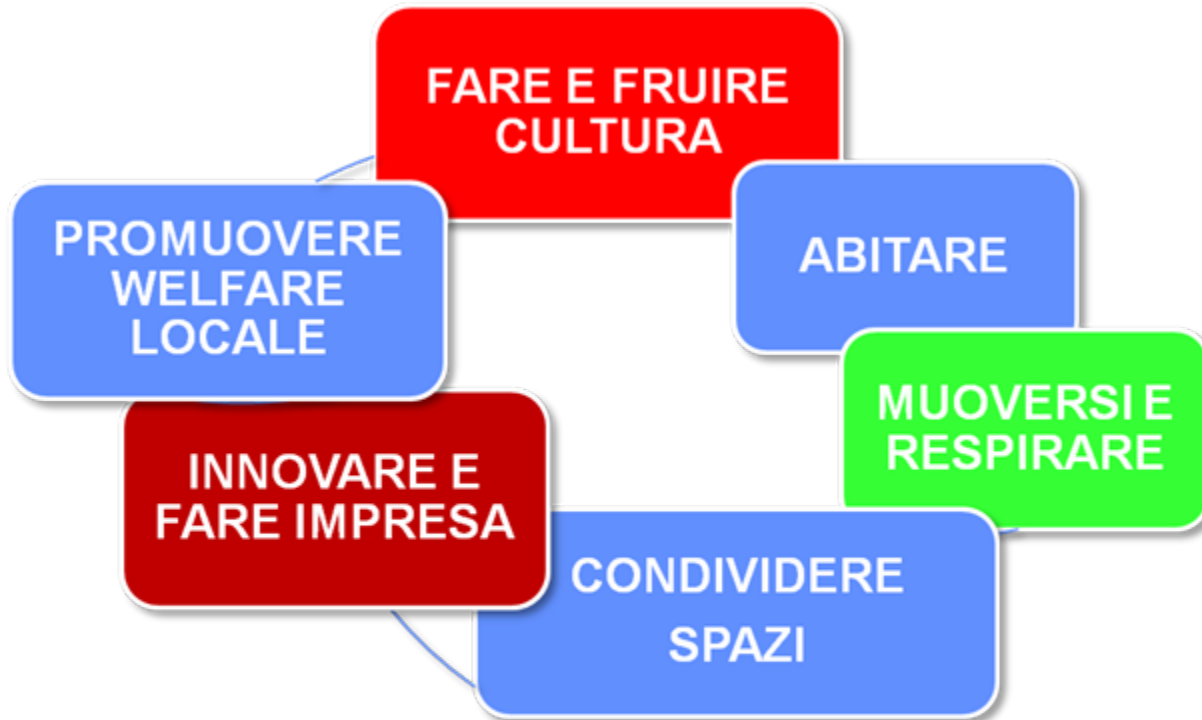 FARE E FRUIRE
CULTURA
ABITARE
MUOVERSI E
RESPIRARE
CONDIVIDERE
SPAZI
INNOVARE E
FARE IMPRESA
PROMUOVERE
WELFARE
LOCALE